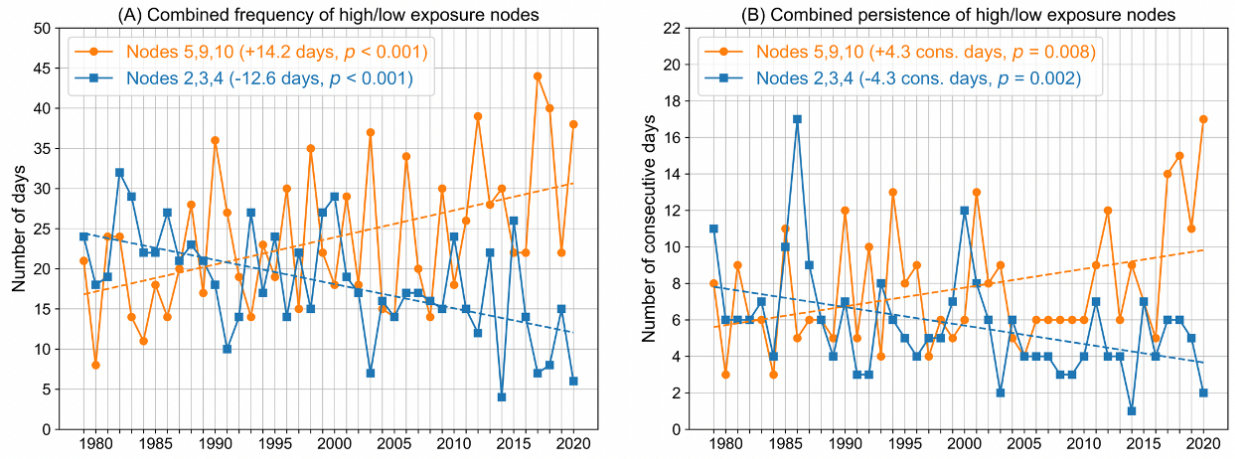 (A) Combined frequency of high/low exposure nodes
50
45
40
35
30
25
20
15
10
5
0
Number of days
Nodes 5,9,10 (+14.2 days, p < 0.001)
Nodes 2,3,4 (-12.6 days, p < 0.001)
1980 1985 1990 1995 2000 2005 2010 2015 2020
(B) Combined persistence of high/low exposure nodes
22
20
18
16
14
12
10
8
6
4
2
0
Number of consecutive days
Nodes 5,9,10 (+4.3 cons. days, p = 0.008)
Nodes 2,3,4 (-4.3 cons. days, p = 0.002)
1980 1985 1990 1995 2000 2005 2010 2015 2020